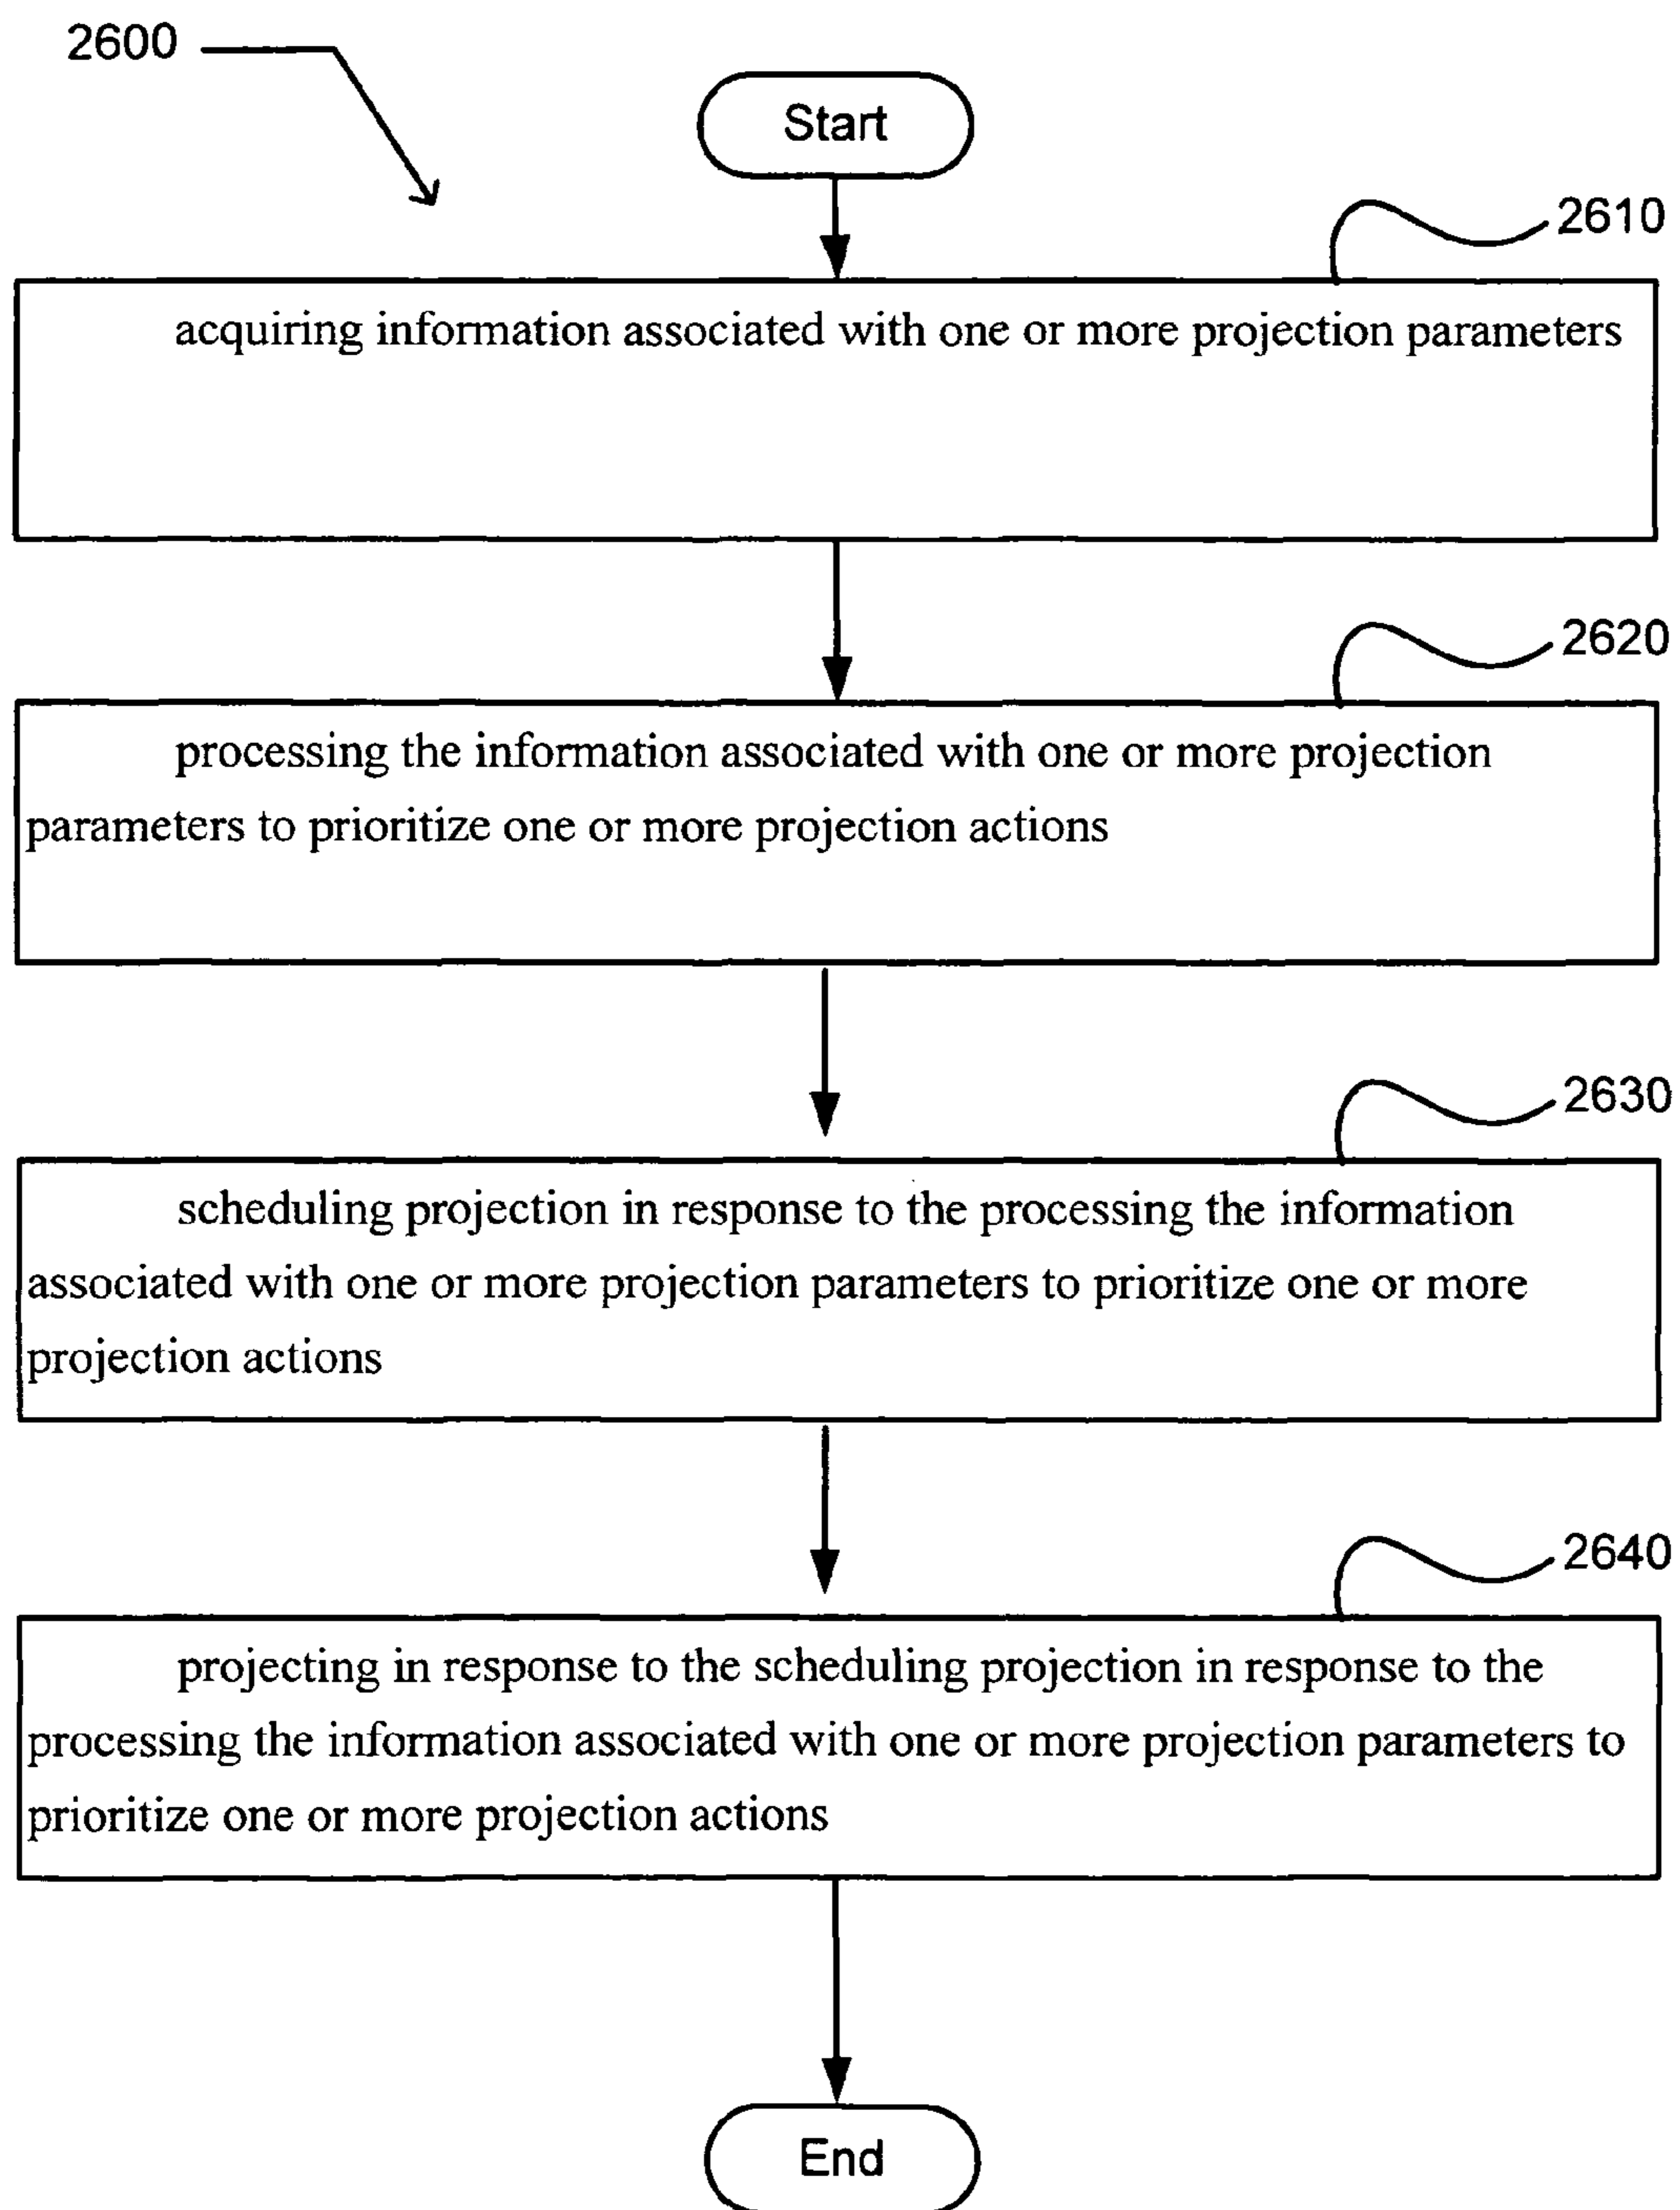 2600
Start
2610
acquiring information associated with one or more projection parameters
2620
processing the information associated with one or more projection
parameters to prioritize one or more projection actions
2630
scheduling projection in response to the processing the information
associated with one or more projection parameters to prioritize one or more
projection actions
2640
projecting in response to the scheduling projection in response to the
processing the information associated with one or more projection parameters to
prioritize one or more projection actions
End